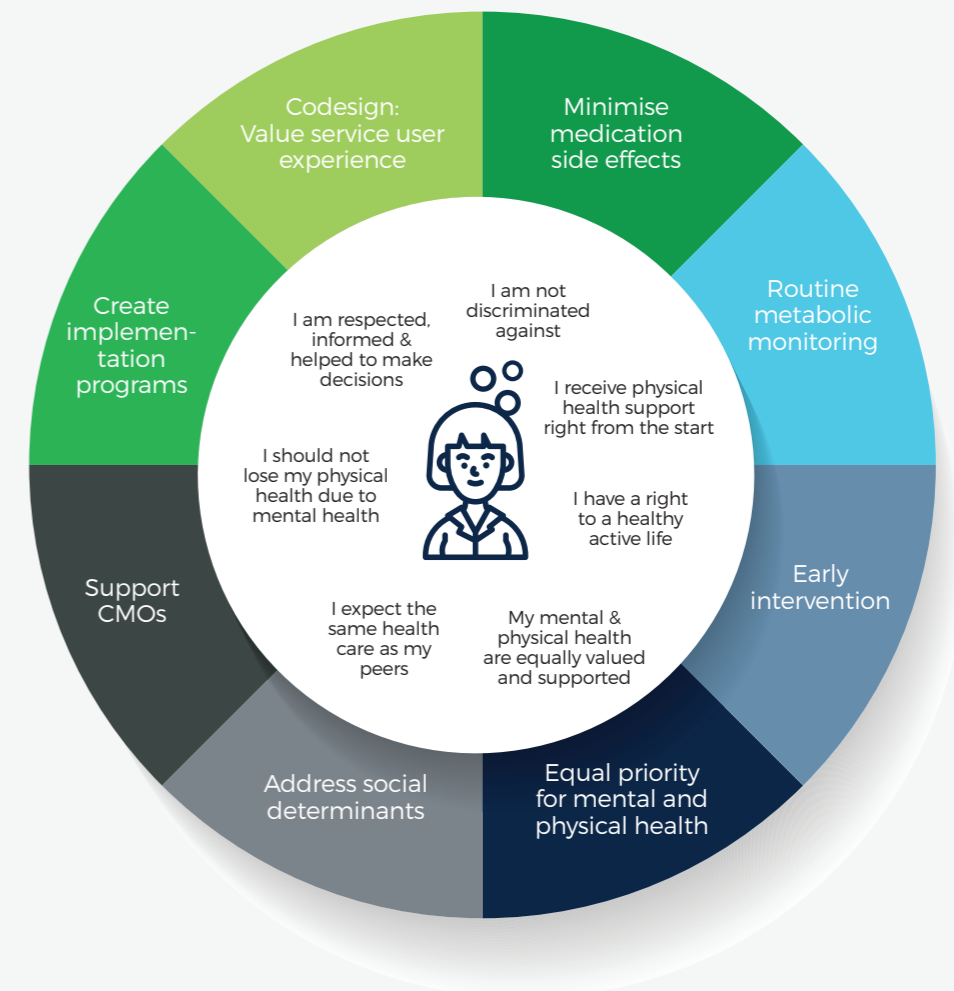 Codesign:
Value service user
experience
Minimise
medication
side effects
Routine
metabolic
monitoring
Early
intervention
Equal priority
for mental and
physical health
Address social
determinants
Support
CMOs
Create
implemen-
tation
programs
I am not
discriminated
against
I receive physical
health support
right from the start
I have a right
to a healthy
active life
My mental &
physical health
are equally valued
and supported
I expect the
same health
care as my
peers
I should not
lose my physical
health due to
mental health
I am respected,
informed &
helped to make
decisions